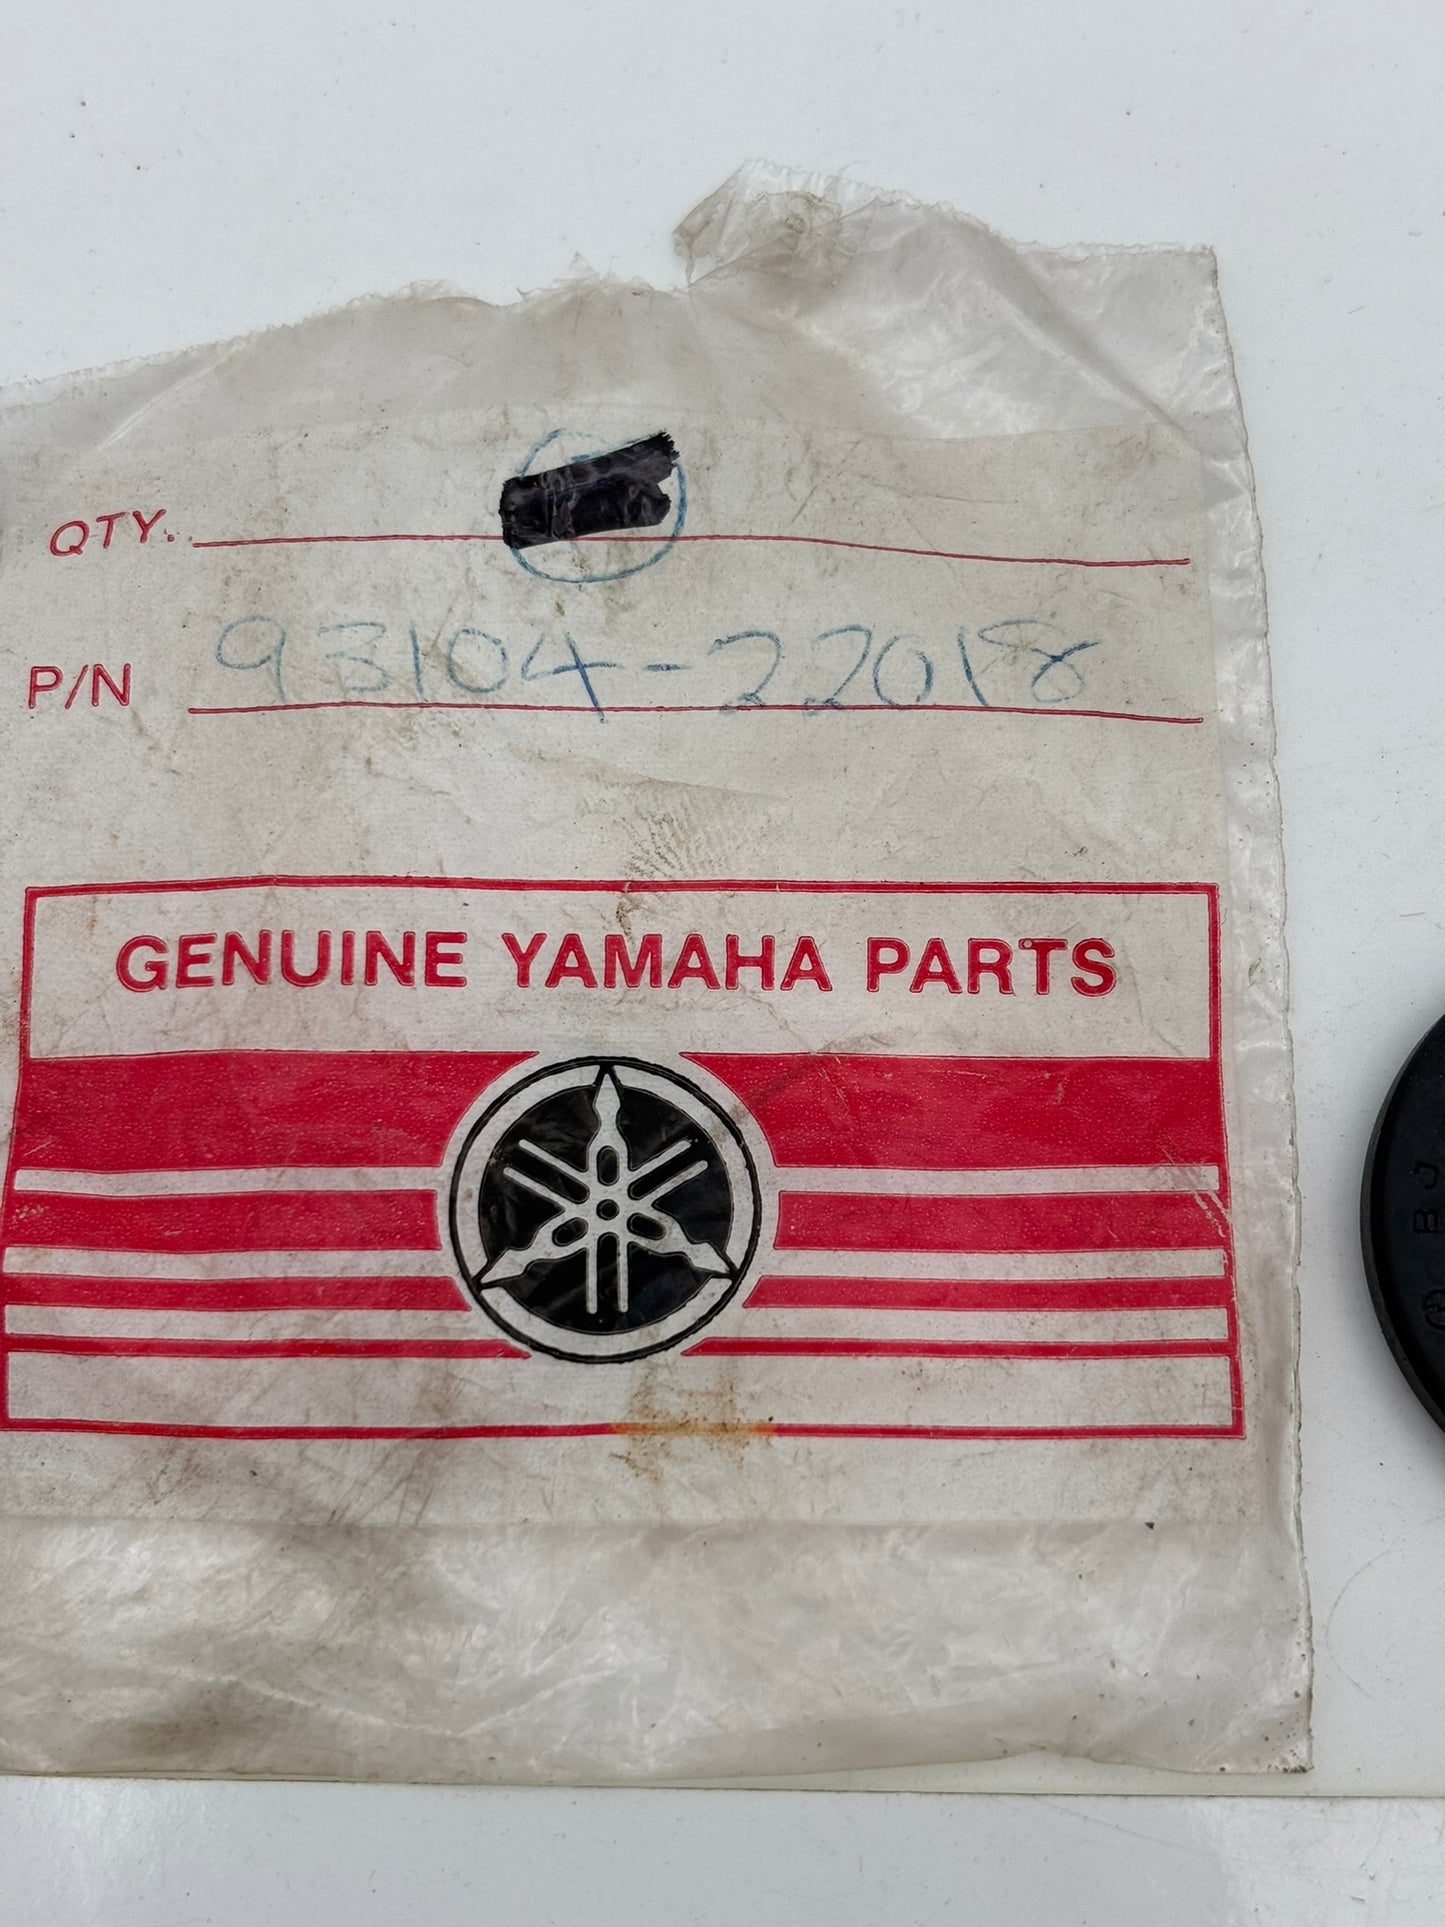 QTY.
P/N 93104-22018
GENUINE YAMAHA PARTS